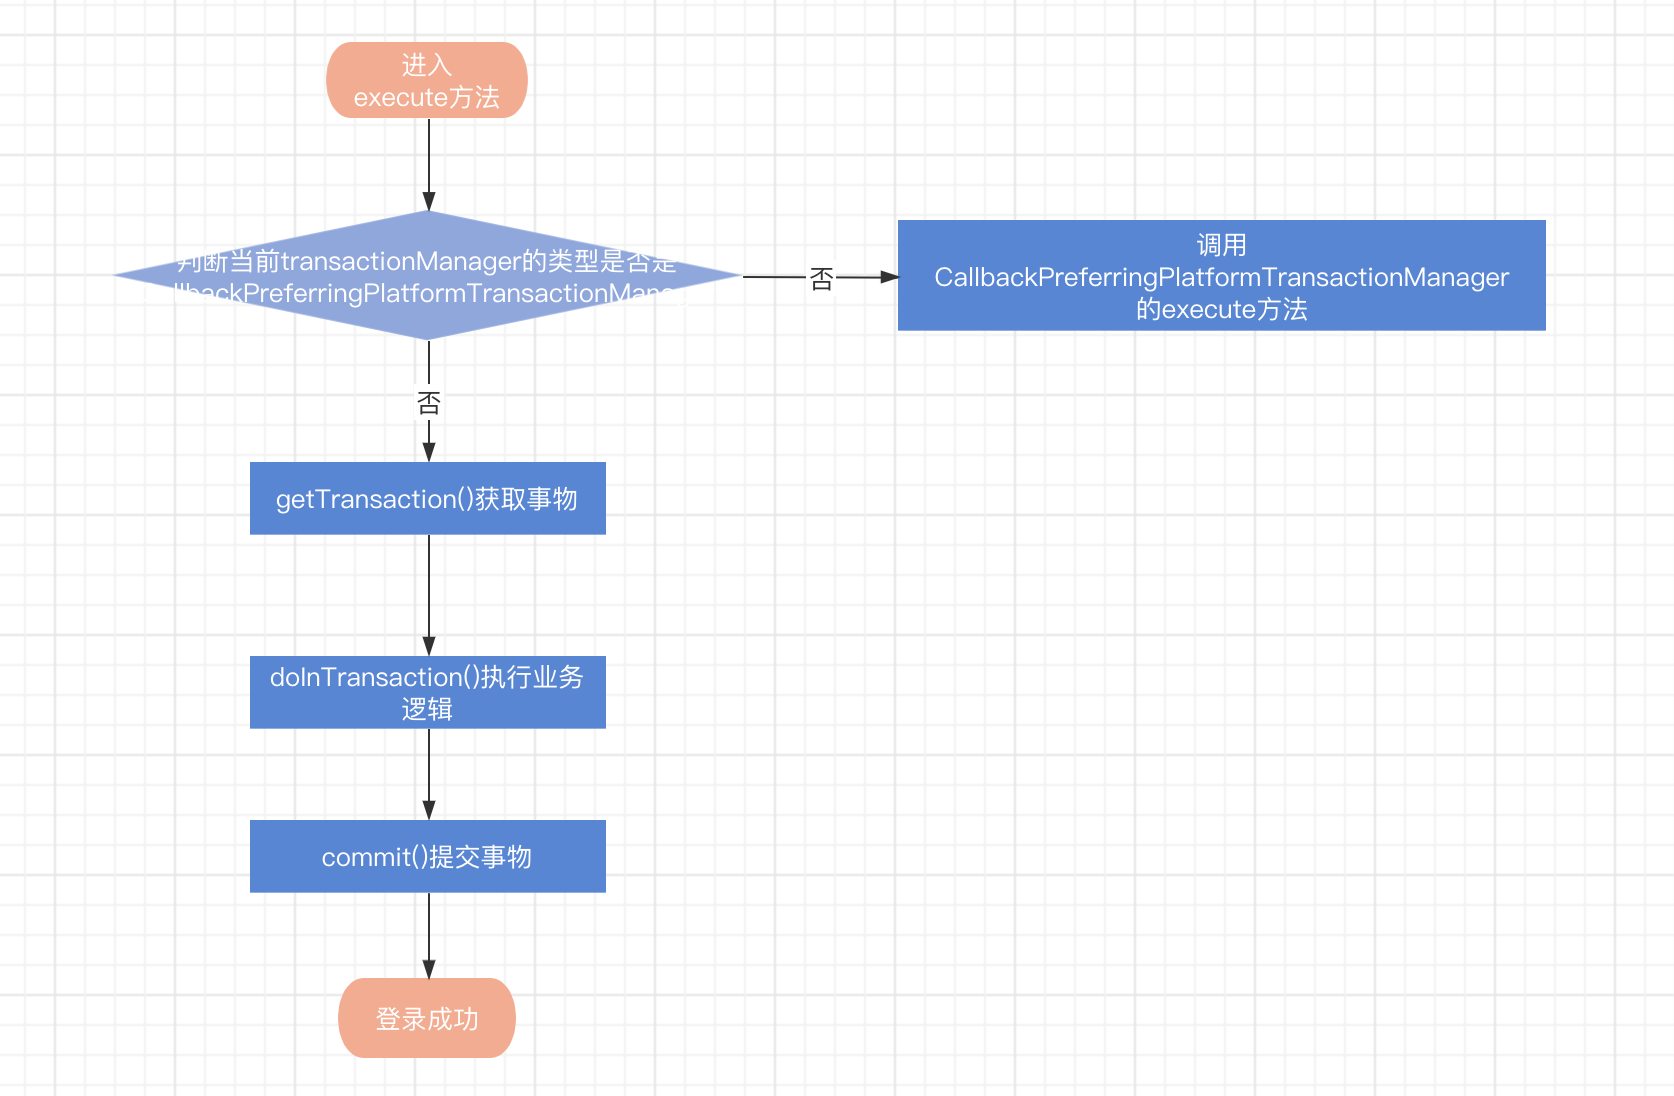 进入
execute方法
判断当前transactionManager的类型是否是
llbackPreferringPlatformTransactionMana
否
调用
CallbackPreferringPlatformTransactionManager
的execute方法
否
getTransaction()获取事物
doInTransaction()执行业务
逻辑
commit()提交事物
登录成功